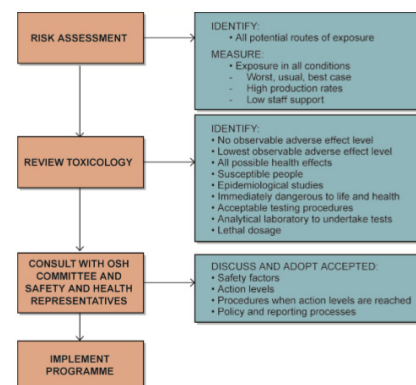 RISK ASSESSMENT
IDENTIFY:
• All potential routes of exposure
MEASURE:
• Exposure in all conditions
- Worst, usual, best case
- High production rates
- Low staff support
REVIEW TOXICOLOGY
IDENTIFY:
• No observable adverse effect level
• Lowest observable adverse effect level
• All possible health effects
• Susceptible people
• Epidemiological studies
• Immediately dangerous to life and health
• Acceptable testing procedures
• Analytical laboratory to undertake tests
• Lethal dosage
CONSULT WITH OSH
COMMITTEE AND
SAFETY AND HEALTH
REPRESENTATIVES
DISCUSS AND ADOPT ACCEPTED:
• Safety factors
• Action levels
• Procedures when action levels are reached
• Policy and reporting processes
IMPLEMENT
PROGRAMME